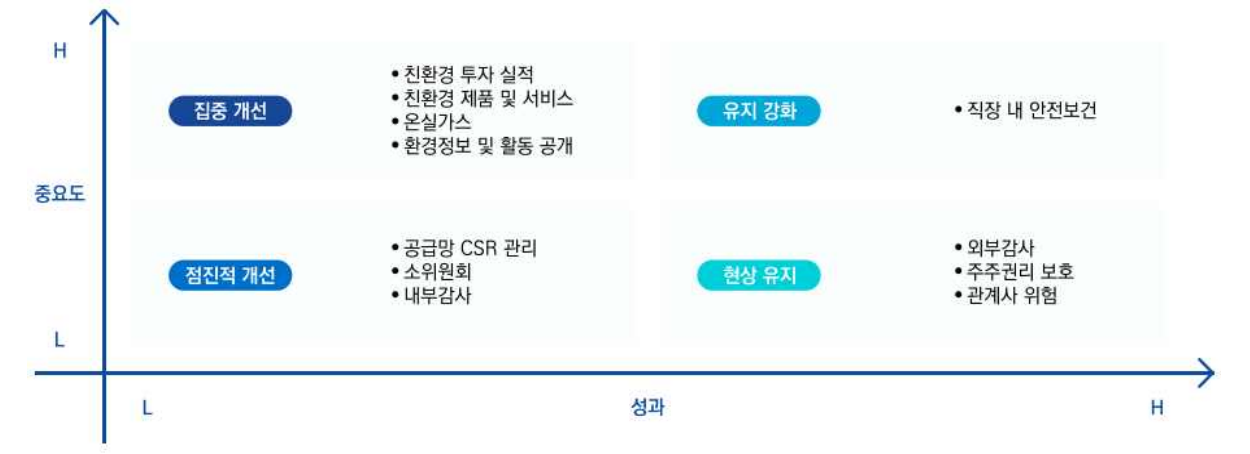 H
집중 개선
• 친환경 투자 실적
• 친환경 제품 및 서비스
• 온실가스
• 환경정보 및 활동 공개
유지 강화
• 직장 내 안전보건
중요도
점진적 개선
• 공급망 CSR 관리
• 소위원회
• 내부감사
현상 유지
• 외부감사
• 주주권리 보호
• 관계사 위험
L
L
성과
H